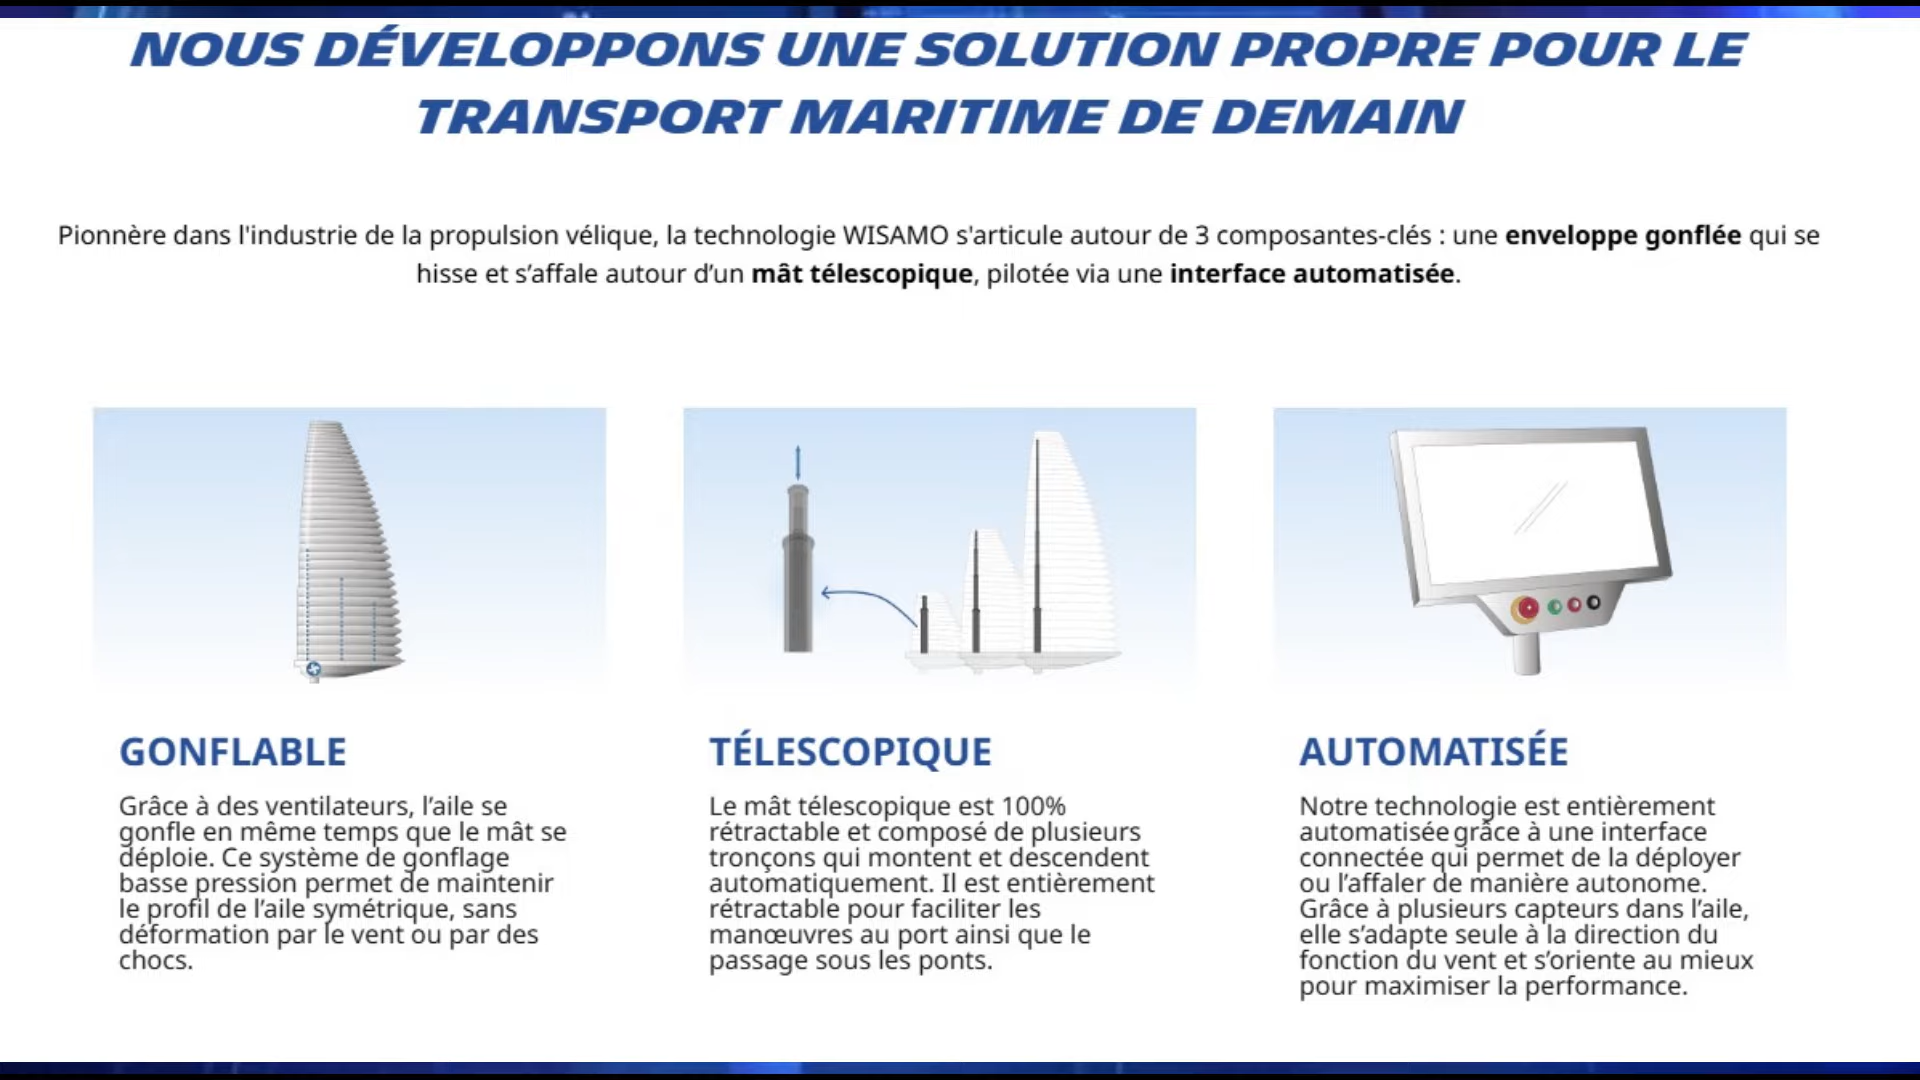 NOUS DÉVELOPPONS UNE SOLUTION PROPRE POUR LE
TRANSPORT MARITIME DE DEMAIN
Pionnère dans l'industrie de la propulsion vélique, la technologie WISAMO s'articule autour de 3 composantes-clés : une enveloppe gonflée qui se
hisse et s’affale autour d’un mât télescopique, pilotée via une interface automatisée.
GONFLABLE
Grâce à des ventilateurs, l’aile se
gonfle en même temps que le mât se
déploie. Ce système de gonflage
basse pression permet de maintenir
le profil de l’aile symétrique, sans
déformation par le vent ou par des
chocs.
TÉLESCOPIQUE
Le mât télescopique est 100%
rétractable et composé de plusieurs
tronçons qui montent et descendent
automatiquement. Il est entièrement
rétractable pour faciliter les
manœuvres au port ainsi que le
passage sous les ponts.
AUTOMATISÉE
Notre technologie est entièrement
automatisée grâce à une interface
connectée qui permet de la déployer
ou l’affaler de manière autonome.
Grâce à plusieurs capteurs dans l’aile,
elle s’adapte seule à la direction du
fonction du vent et s’oriente au mieux
pour maximiser la performance.